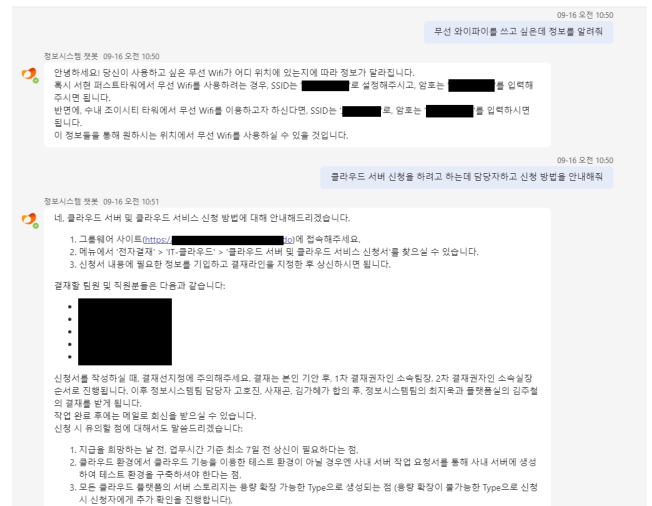 09-16 오전 10:50
무선 와이파이를 쓰고 싶은데 정보를 알려줘
정보시스템 챗봇 09-16 오전 10:50
안녕하세요! 당신이 사용하고 싶은 무선 Wifi가 어디 위치에 있는지에 따라 정보가 달라집니다.
혹시 서현 퍼스트타워에서 무선 Wifi를 사용하려는 경우, SSID는 '로 설정해주시고, 암호는 '를 입력해
주시면 됩니다.
반면에, 수내 조이시티 타워에서 무선 Wifi를 이용하고자 하신다면, SSID는 '로, 암호는 '를 입력하시면
됩니다.
이 정보들을 통해 원하시는 위치에서 Wifi를 사용하실 수 있을 것입니다.
09-16 오전 10:50
클라우드 서버 신청을 하려고 하는데 담당자하고 신청 방법을 안내해줘
정보시스템 챗봇 09-16 오전 10:51
네, 클라우드 서버 및 클라우드 서비스 신청 방법에 대해 안내해드리겠습니다.
1. 그룹웨어 사이트(https:/ do)에 접속해주세요.
2. 메뉴에서 '전자결재' > 'IT-클라우드' > '클라우드 서버 및 클라우드 서비스 신청서'를 찾으실 수 있습니다.
3. 신청서 내용에 필요한 정보를 기입하고 결재라인을 지정한 후 상신하시면 됩니다.
결재할 팀원 및 직원분들은 다음과 같습니다:
신청서를 작성하실 때, 결재선지정에 주의해주세요. 결재는 본인 기안 후, 1차 결재권자인 소속팀장, 2차 결재권자인 소속실장
순서로 진행됩니다. 이후 정보시스템팀 담당자 고호진, 사재곤, 김가혜가 합의 후, 정보시스템팀의 최지욱과 플랫폼실의 김주철
의 결재를 받게 됩니다.
작업 완료 후에는 메일로 회신을 받으실 수 있습니다.
신청 시 유의할 점에 대해서도 말씀드리겠습니다:
1. 지급을 희망하는 날 전, 업무시간 기준 최소 7일 전 상신이 필요하다는 점,
2. 클라우드 환경에서 클라우드 기능을 이용한 테스트 환경이 아닐 경우엔 사내 서버 작업 요청서를 통해 사내 서버에 생성
하여 테스트 환경을 구축하셔야 한다는 점,
3. 모든 클라우드 플랫폼의 서버 스토리지는 용량 확장 가능한 Type으로 생성되는 점 (용량 확장이 불가능한 Type으로 신청
시 신청자에게 추가 확인을 진행합니다),